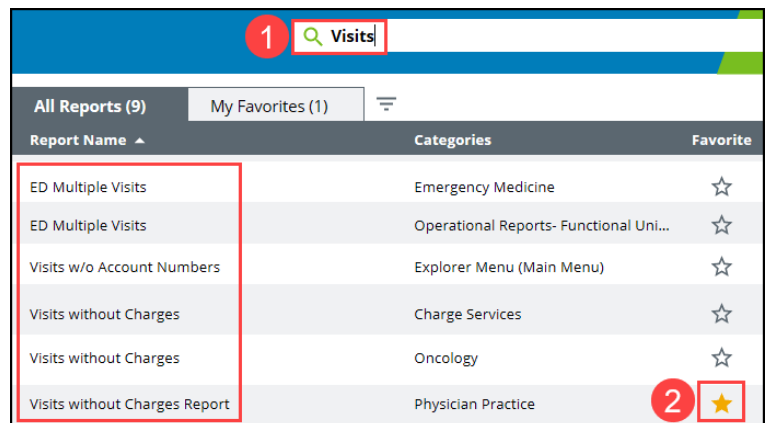 1 Visits
All Reports (9) My Favorites (1)
Report Name Categories Favorite
ED Multiple Visits Emergency Medicine
ED Multiple Visits Operational Reports- Functional Uni...
Visits w/o Account Numbers Explorer Menu (Main Menu)
Visits without Charges Charge Services
Visits without Charges Oncology
Visits without Charges Report Physician Practice 2